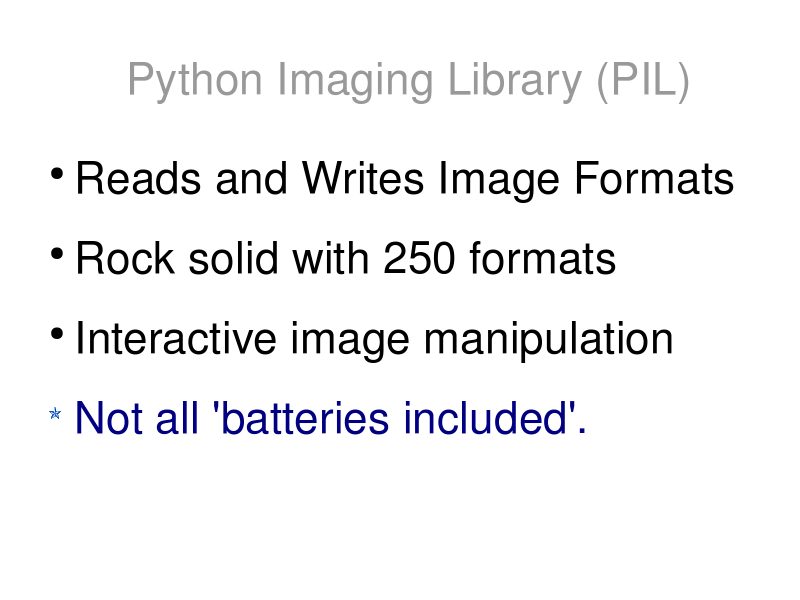 Python Imaging Library (PIL)
• Reads and Writes Image Formats
• Rock solid with 250 formats
• Interactive image manipulation
* Not all 'batteries included'.